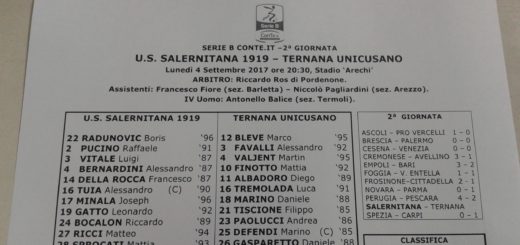 Serie B
ConTe.it
SERIE B CONTE.IT –2ª GIORNATA
U.S. SALERNITANA 1919 – TERNANA UNICUSANO
Lunedì 4 Settembre 2017 ore 20:30, Stadio 'Arechi'
ARBITRO: Riccardo Ros di Pordenone.
Assistenti: Francesco Fiore (sez. Barletta) – Niccolò Pagliardini (sez. Arezzo).
IV Uomo: Antonello Balice (sez. Termoli).
U.S. SALERNITANA 1919
22 RADUNOVIC Boris '96
2 PUCINO Raffaele '91
3 VITALE Luigi '87
4 BERNARDINI Alessandro '87
14 DELLA ROCCA Francesco '87
16 TUIA Alessandro (C) '90
17 MINALA Joseph '96
19 GATTO Leonardo '92
24 BOCALON Riccardo '89
27 RICCI Matteo '94
28 SPROCATI Mattia '93
TERNANA UNICUSANO
12 BLEVE Marco '95
3 FAVALLI Alessandro '92
4 VALJENT Martin '95
10 FINOTTO Mattia '92
11 ALBADORO Diego '89
16 TREMOLADA Luca '91
18 MARINO Daniele '88
21 TISCIONE Filippo '85
23 PAOLUCCI Andrea '86
25 DEFENDI Marino (C) '85
26 GASPARETTO Daniele '88
2ª GIORNATA
ASCOLI – PRO VERCELLI 1 – 0
BRESCIA – PALERMO 0 – 0
CESENA – VENEZIA 0 – 0
CREMONESE – AVELLINO 3 – 1
EMPOLI – BARI 3 – 2
FOGGIA – V. ENTELLA 1 – 1
FROSINONE–CITTADELLA 2 – 1
NOVARA – PARMA 0 – 1
PERUGIA – PESCARA 4 – 2
SALERNITANA – TERNANA
SPEZIA – CARPI 0 – 1
CLASSIFICA